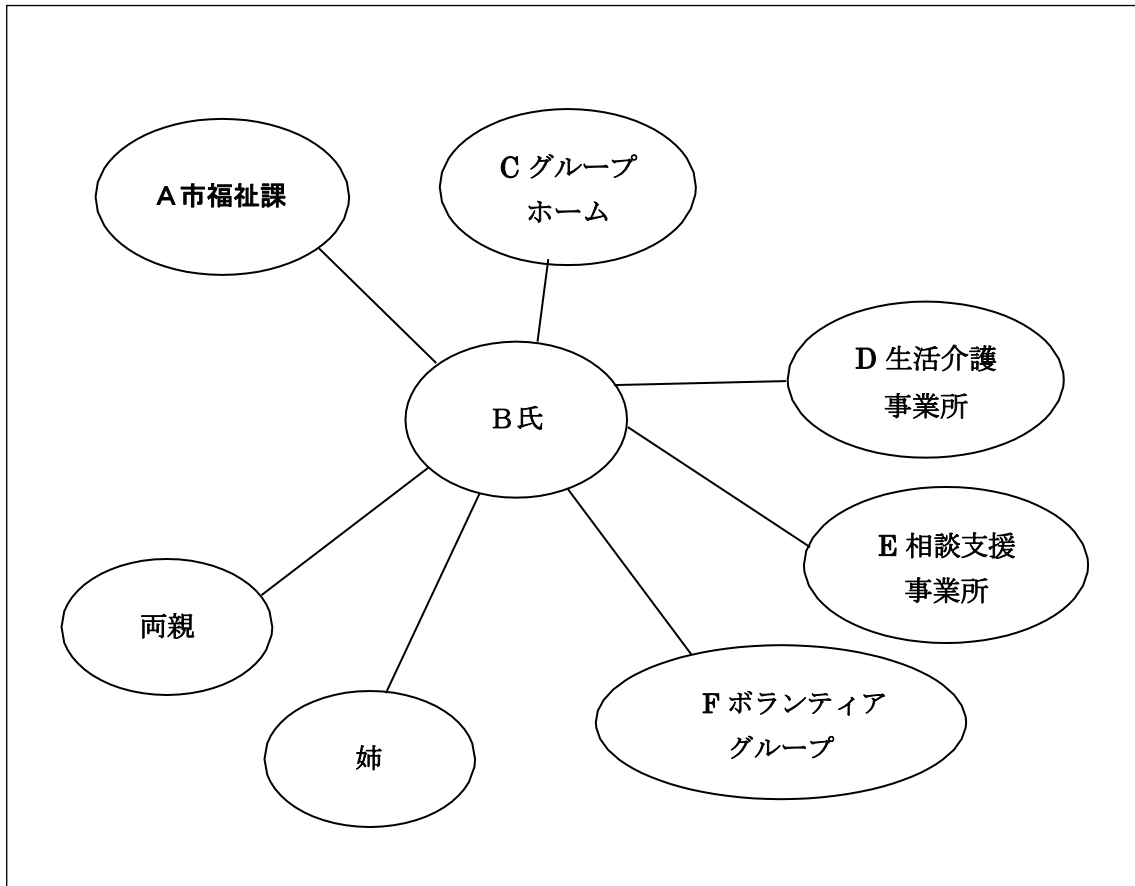 A市福祉課
C グループ
ホーム
D 生活介護
事業所
B氏
E 相談支援
事業所
両親
F ボランティア
グループ
姉